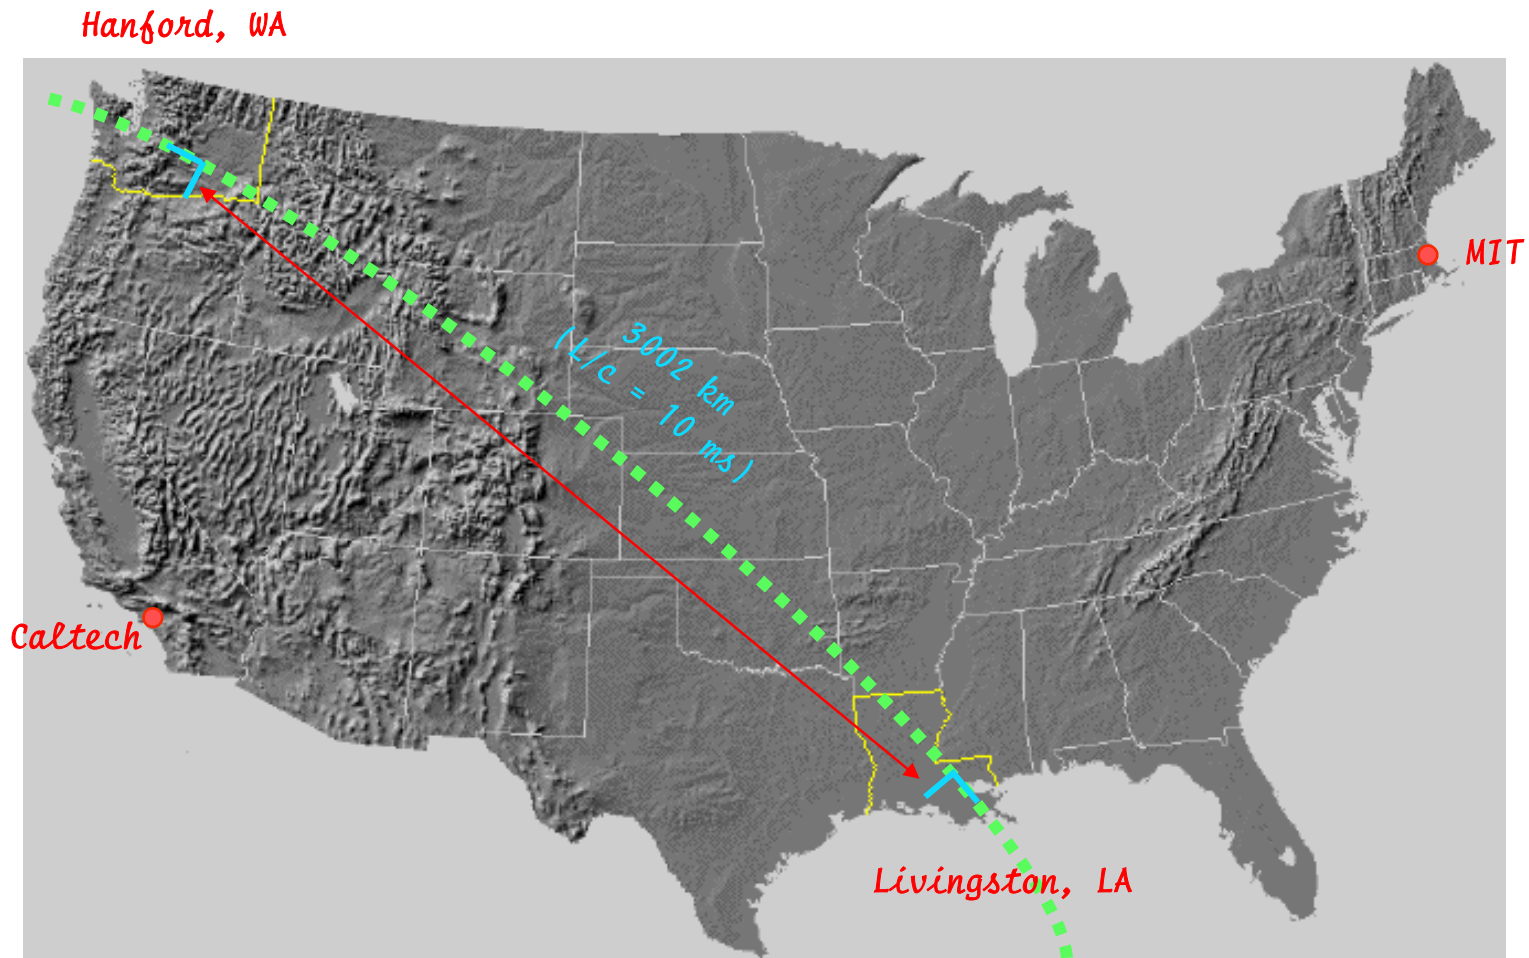 Hanford, WA
MIT
3002 km
(L/c = 10 ms)
Caltech
Livingston, LA